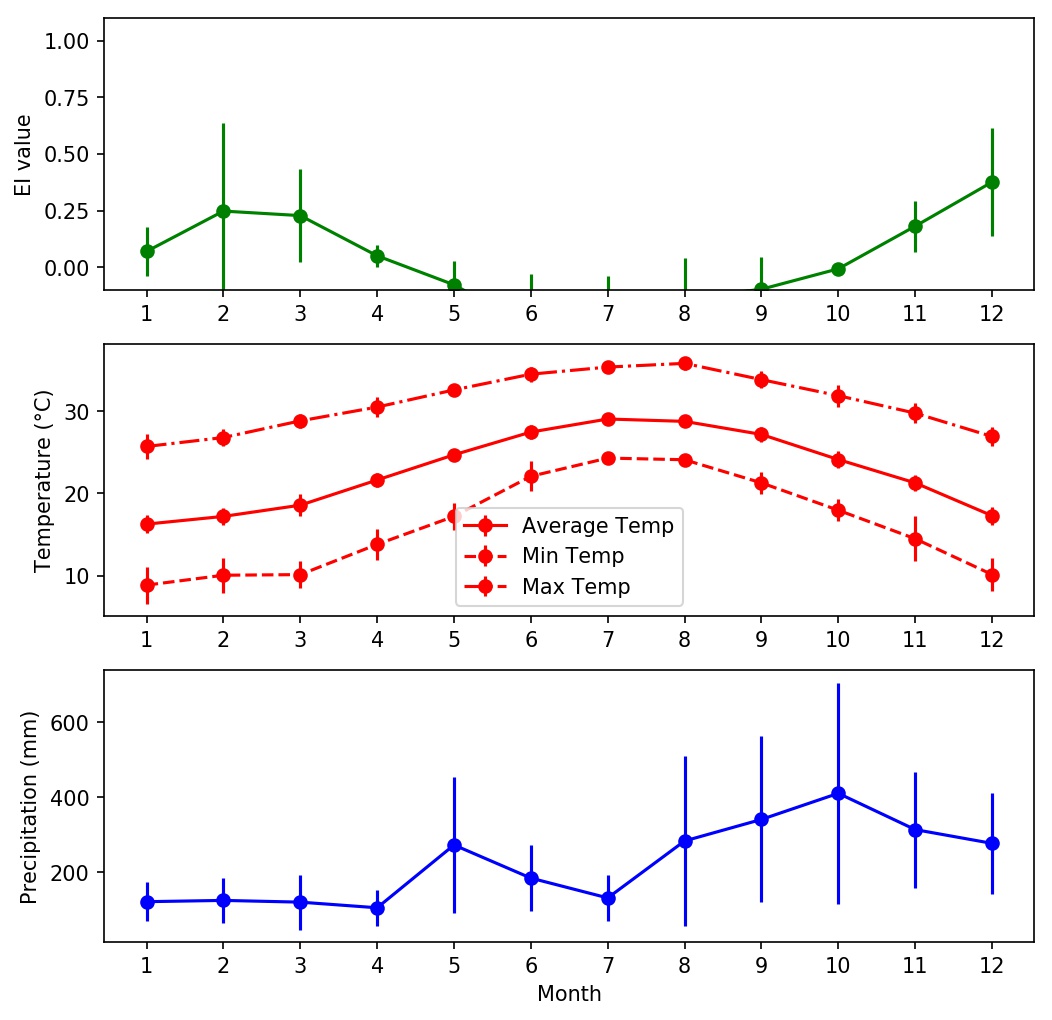 1.00
0.75
0.50
0.25
0.00
EI value
1 2 3 4 5 6 7 8 9 10 11 12
30
20
10
Temperature (°C)
Average Temp
Min Temp
Max Temp
1 2 3 4 5 6 7 8 9 10 11 12
600
400
200
Precipitation (mm)
1 2 3 4 5 6 7 8 9 10 11 12
Month